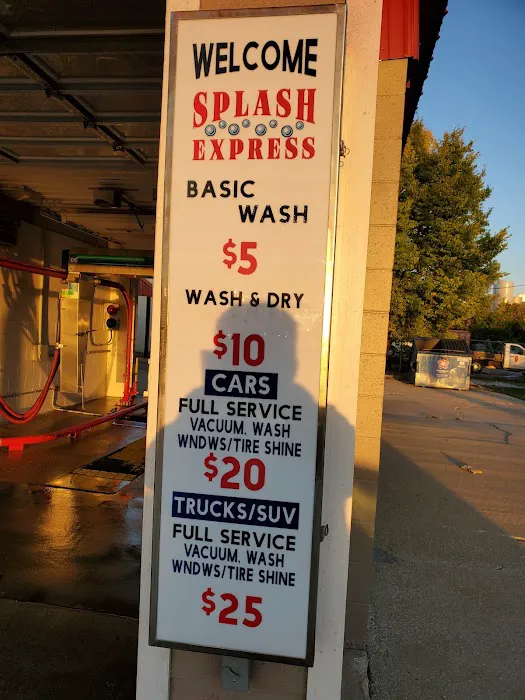 WELCOME
SPLASH
EXPRESS
BASIC
WASH
$5
WASH & DRY
$10
CARS
FULL SERVICE
VACUUM, WASH
WNDWS/TIRE SHINE
$20
TRUCKS/SUV
FULL SERVICE
VACUUM, WASH
WNDWS/TIRE SHINE
$25